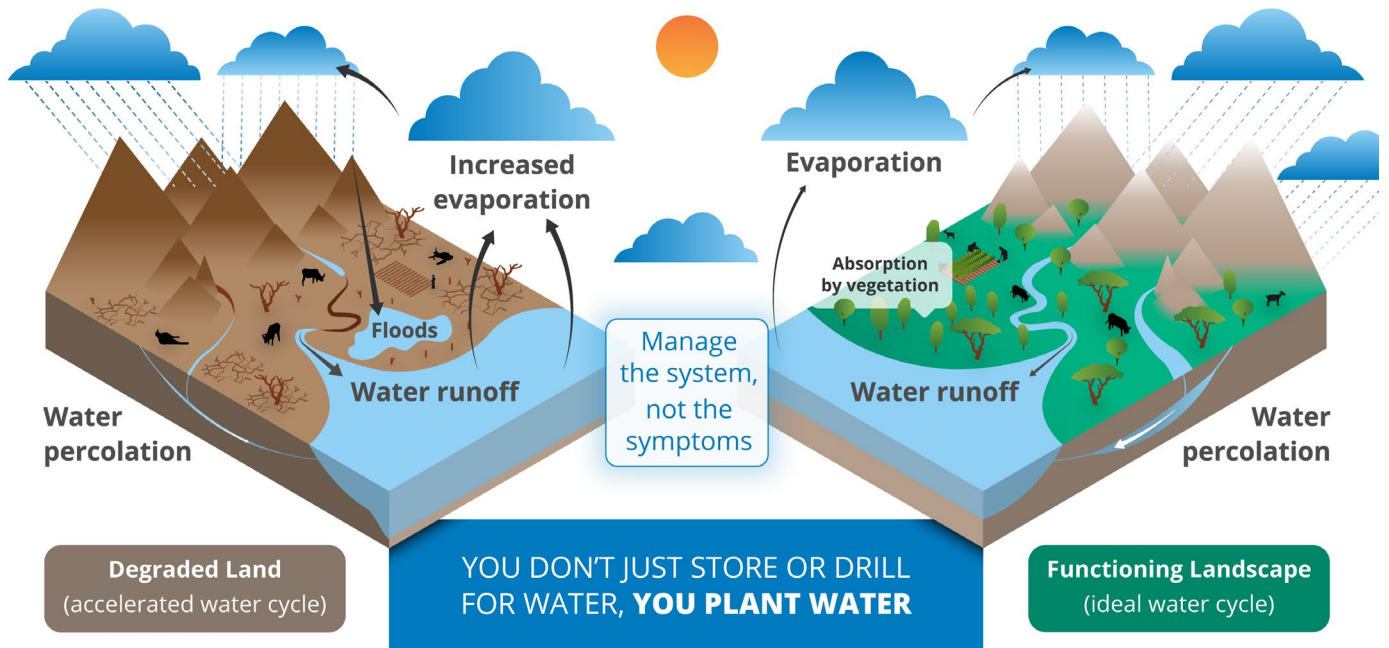 Increased
evaporation
Floods
Water runoff
Water
percolation
Degraded Land
(accelerated water cycle)
Manage
the system,
not the
symptoms
YOU DON’T JUST STORE OR DRILL
FOR WATER, YOU PLANT WATER
Evaporation
Absorption
by vegetation
Water runoff
Water
percolation
Functioning Landscape
(ideal water cycle)